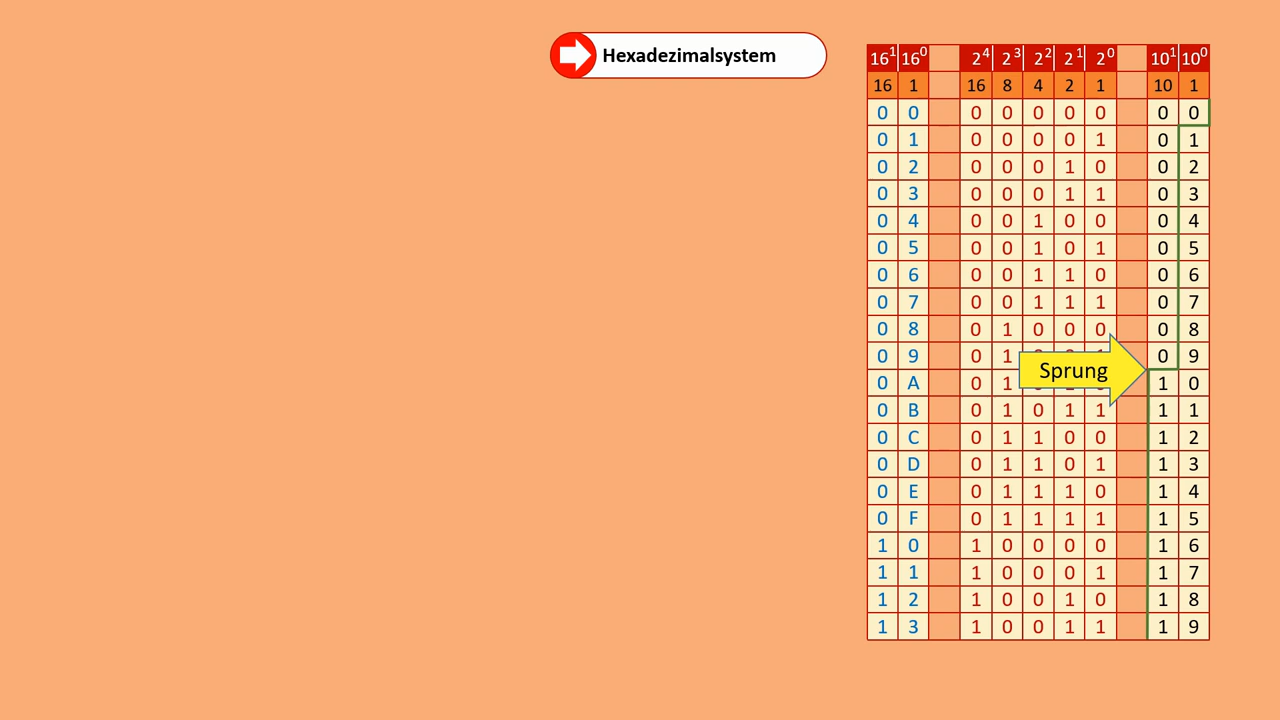 Hexadezimalsystem
16¹ 16⁰ 2⁴ 2³ 2² 2¹ 2⁰ 10¹ 10⁰
16 1 16 8 4 2 1 10 1
0 0 0 0 0 0 0 0 0
0 1 0 0 0 0 1 0 1
0 2 0 0 0 1 0 0 2
0 3 0 0 0 1 1 0 3
0 4 0 0 1 0 0 0 4
0 5 0 0 1 0 1 0 5
0 6 0 0 1 1 0 0 6
0 7 0 0 1 1 1 0 7
0 8 0 1 0 0 0 0 8
0 9 0 1 0 9
Sprung
0 A 0 1 1 0
0 B 0 1 0 1 1 1 1
0 C 0 1 1 0 0 1 2
0 D 0 1 1 0 1 1 3
0 E 0 1 1 1 0 1 4
0 F 0 1 1 1 1 1 5
1 0 1 0 0 0 0 1 6
1 1 1 0 0 0 1 1 7
1 2 1 0 0 1 0 1 8
1 3 1 0 0 1 1 1 9